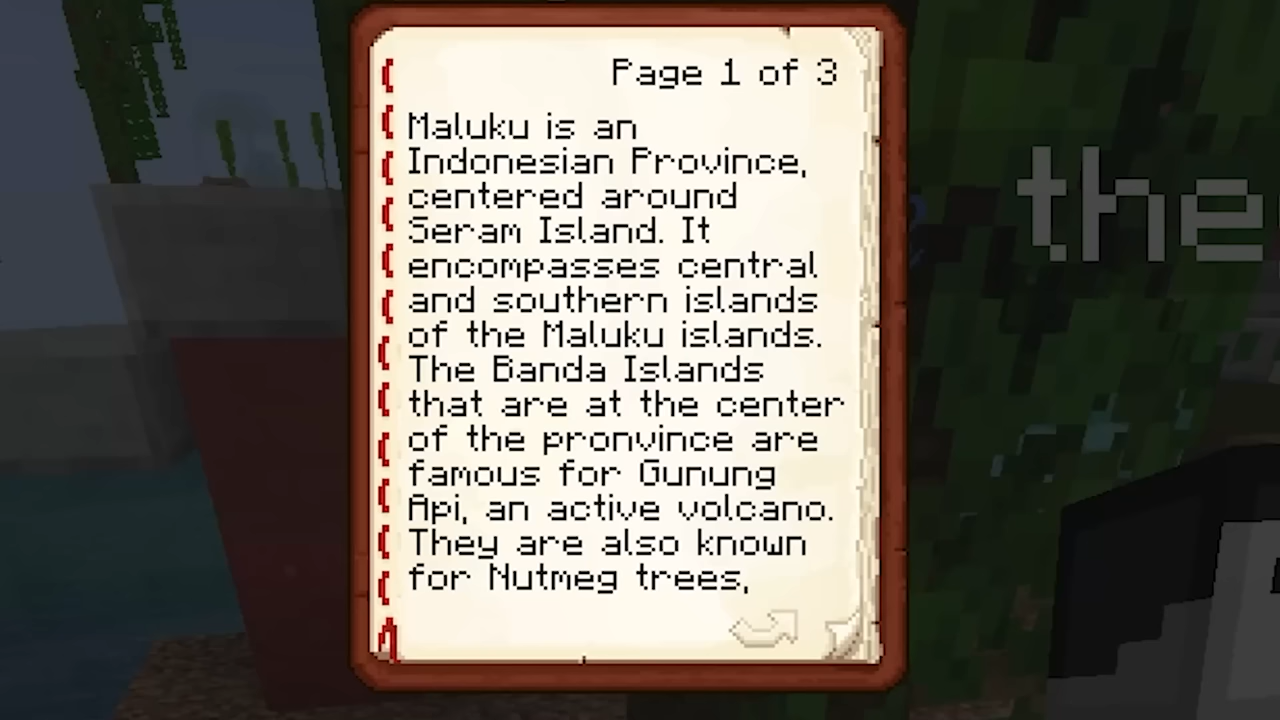 Page 1 of 3
Maluku is an
Indonesian Province,
centered around
Seram Island. It
encompasses central
and southern islands
of the Maluku islands.
The Banda Islands
that are at the center
of the pronvince are
famous for Gunung
Api, an active volcano.
They are also known
for Nutmeg trees,
the